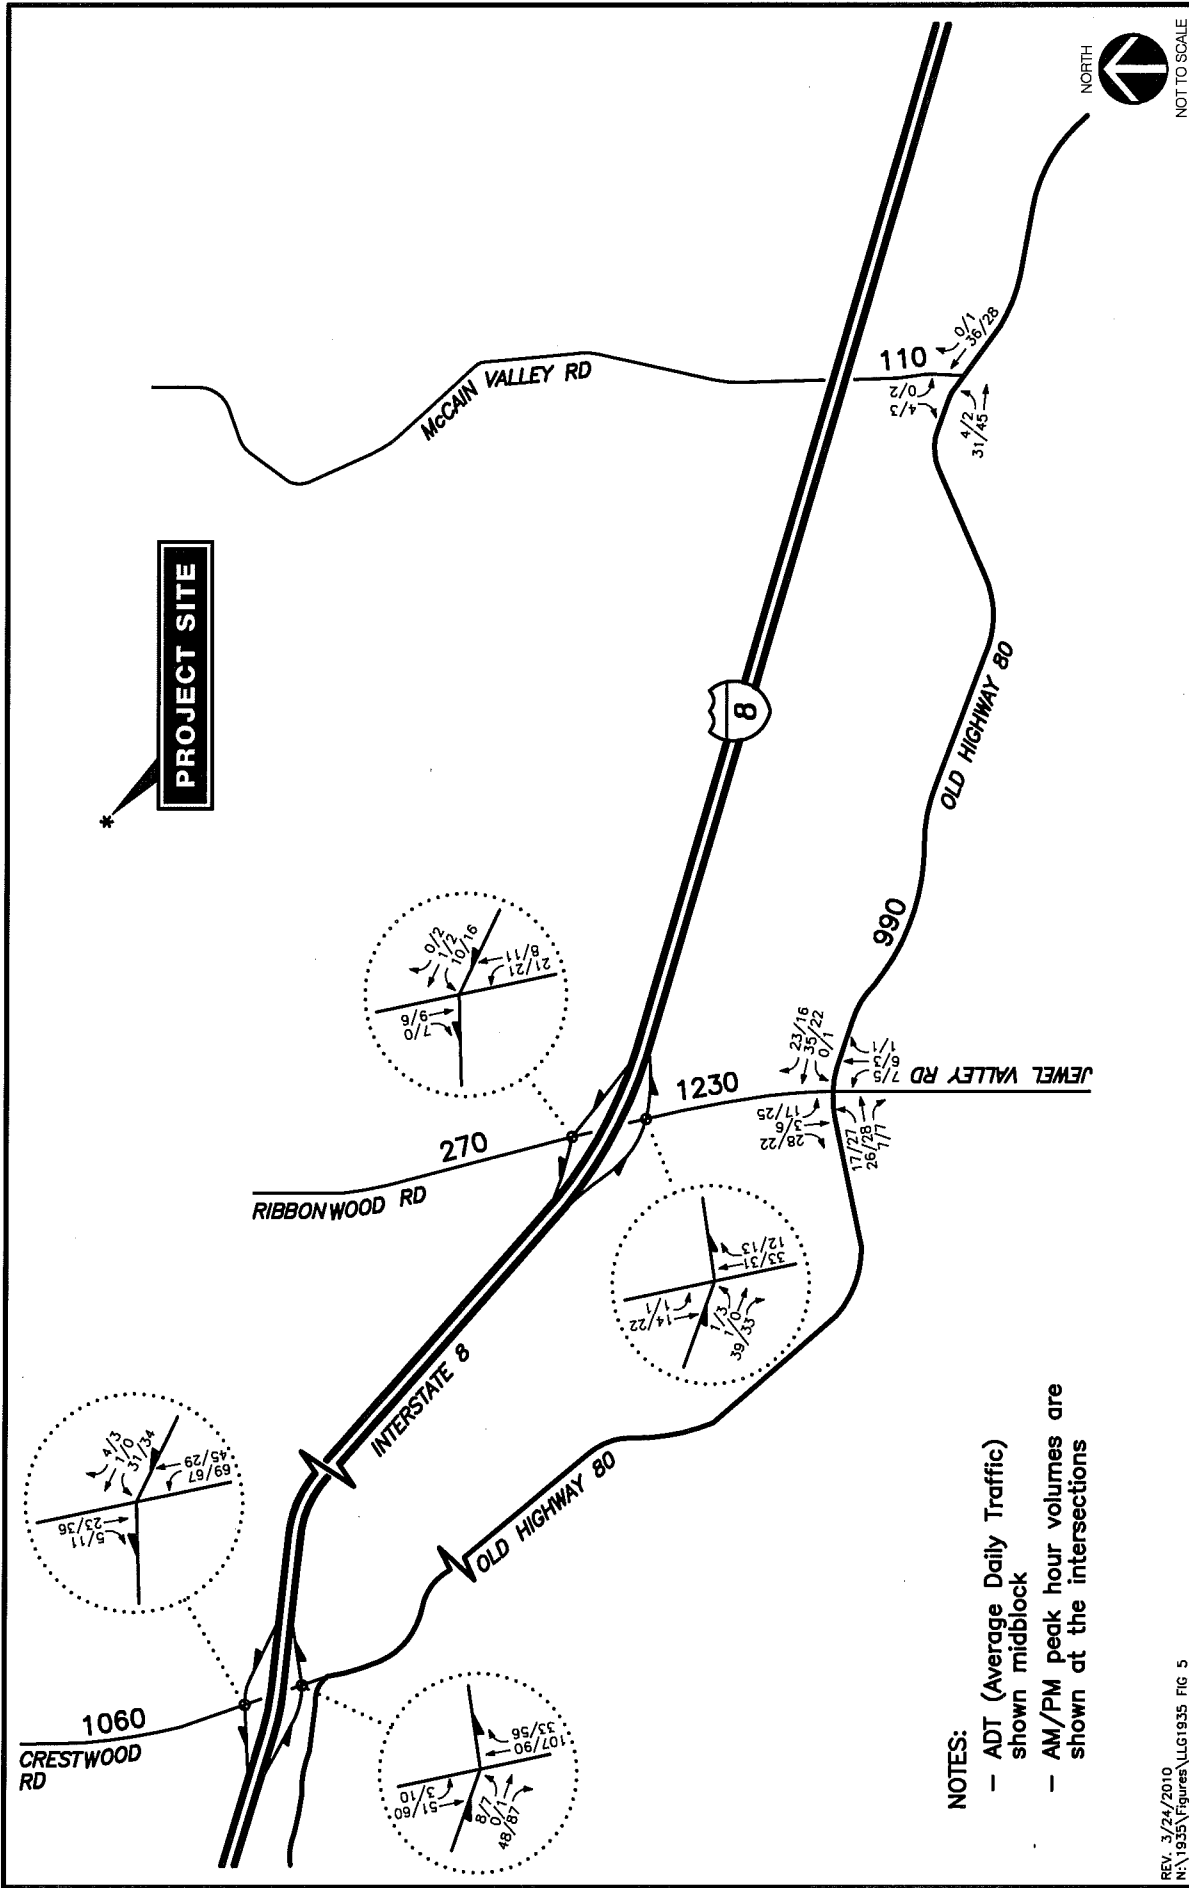 CRESTWOOD
RD
1060
5/11
23/36
4/3
1/0
31/34
45/29
69/67
51/60
3/10
8/7
0/1
48/87
33/56
107/90
INTERSTATE 8
OLD HIGHWAY 80
RIBBONWOOD RD
270
7/0
9/6
0/2
1/2
10/16
8/11
21/21
14/22
1/1
1/3
1/0
39/33
12/13
33/31
1230
28/22
3/6
17/25
23/16
35/22
0/1
17/27
26/28
7/7
1/1
6/3
7/5
JEWEL VALLEY RD
990
OLD HIGHWAY 80
8
PROJECT SITE
*
McCAIN VALLEY RD
110
4/3
0/2
0/1
36/28
4/2
31/45
NORTH
NOT TO SCALE
NOTES:
– ADT (Average Daily Traffic)
shown midblock
– AM/PM peak hour volumes are
shown at the intersections
REV. 3/24/2010
N:\1935\Figures\LLG1935 FIG 5